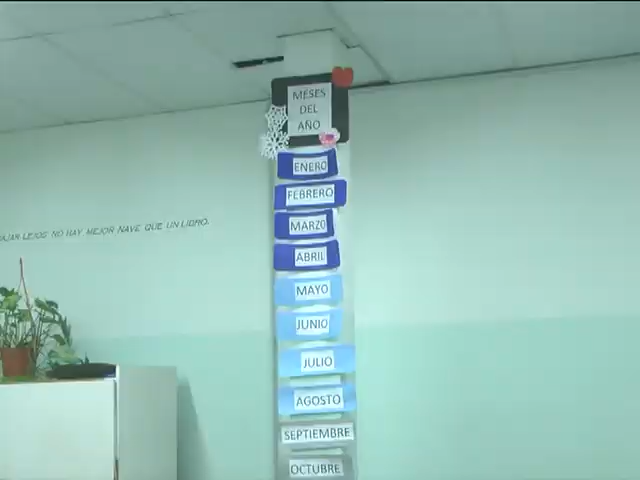 MESES
DEL
AÑO
ENERO
FEBRERO
MARZO
ABRIL
MAYO
JUNIO
JULIO
AGOSTO
SEPTIEMBRE
OCTUBRE
LEJOS NO HAY MEJOR NAVE QUE UN LIBRO.